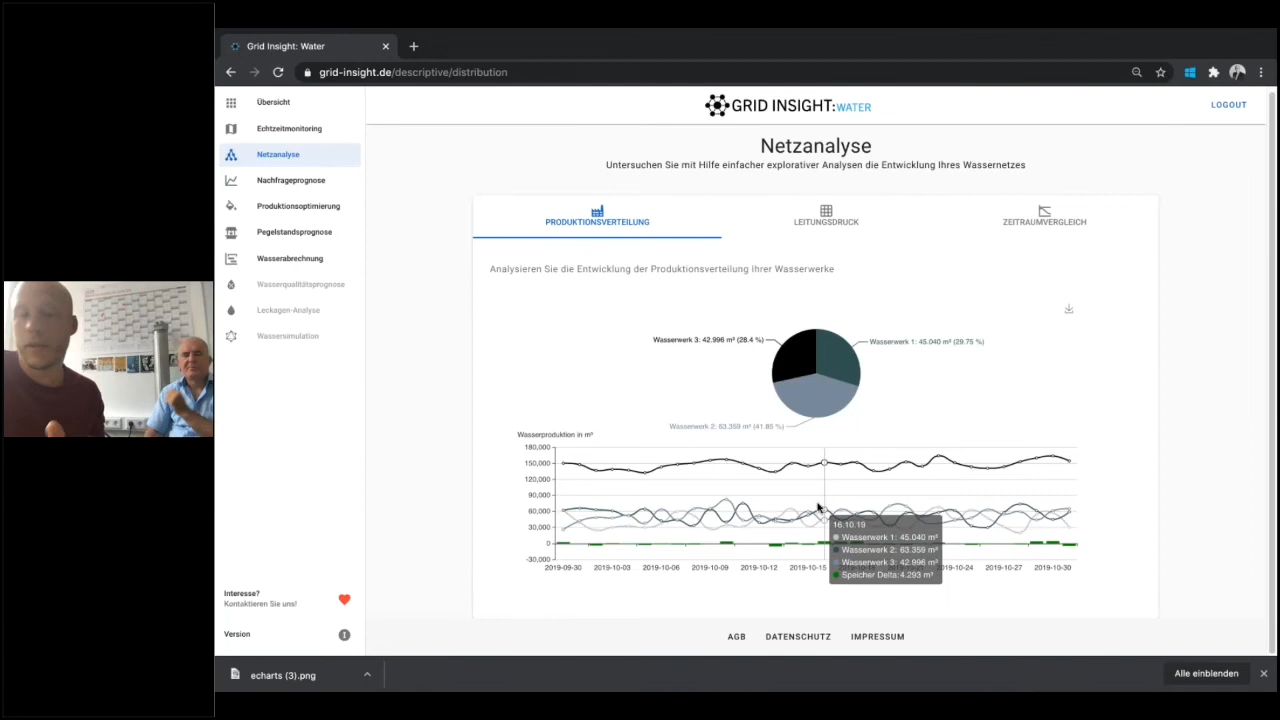 Grid Insight: Water
grid-insight.de/descriptive/distribution
GRID INSIGHT:WATER
LOGOUT
Übersicht
Echtzeitmonitoring
Netzanalyse
Nachfrageprognose
Produktionsoptimierung
Pegelstandsprognose
Wasserabrechnung
Wasserqualitätsprognose
Leckagen-Analyse
Wassersimulation
Interesse?
Kontaktieren Sie uns!
Version
Netzanalyse
Untersuchen Sie mit Hilfe einfacher explorativer Analysen die Entwicklung Ihres Wassernetzes
PRODUKTIONSVERTEILUNG
LEITUNGSDRUCK
ZEITRAUMVERGLEICH
Analysieren Sie die Entwicklung der Produktionsverteilung Ihrer Wasserwerke
Wasserwerk 3: 42.996 m³ (28.4 %)
Wasserwerk 1: 45.040 m³ (29.75 %)
Wasserwerk 2: 63.359 m³ (41.85 %)
Wasserproduktion in m³
180,000
150,000
120,000
90,000
60,000
30,000
0
-30,000
16.10.19
Wasserwerk 1: 45.040 m³
Wasserwerk 2: 63.359 m³
Wasserwerk 3: 42.996 m³
Speicher Delta: 4.293 m³
2019-09-30 2019-10-03 2019-10-06 2019-10-09 2019-10-12 2019-10-15 2019-10-27 2019-10-30
AGB DATENSCHUTZ IMPRESSUM
echarts (3).png
Alle einblenden